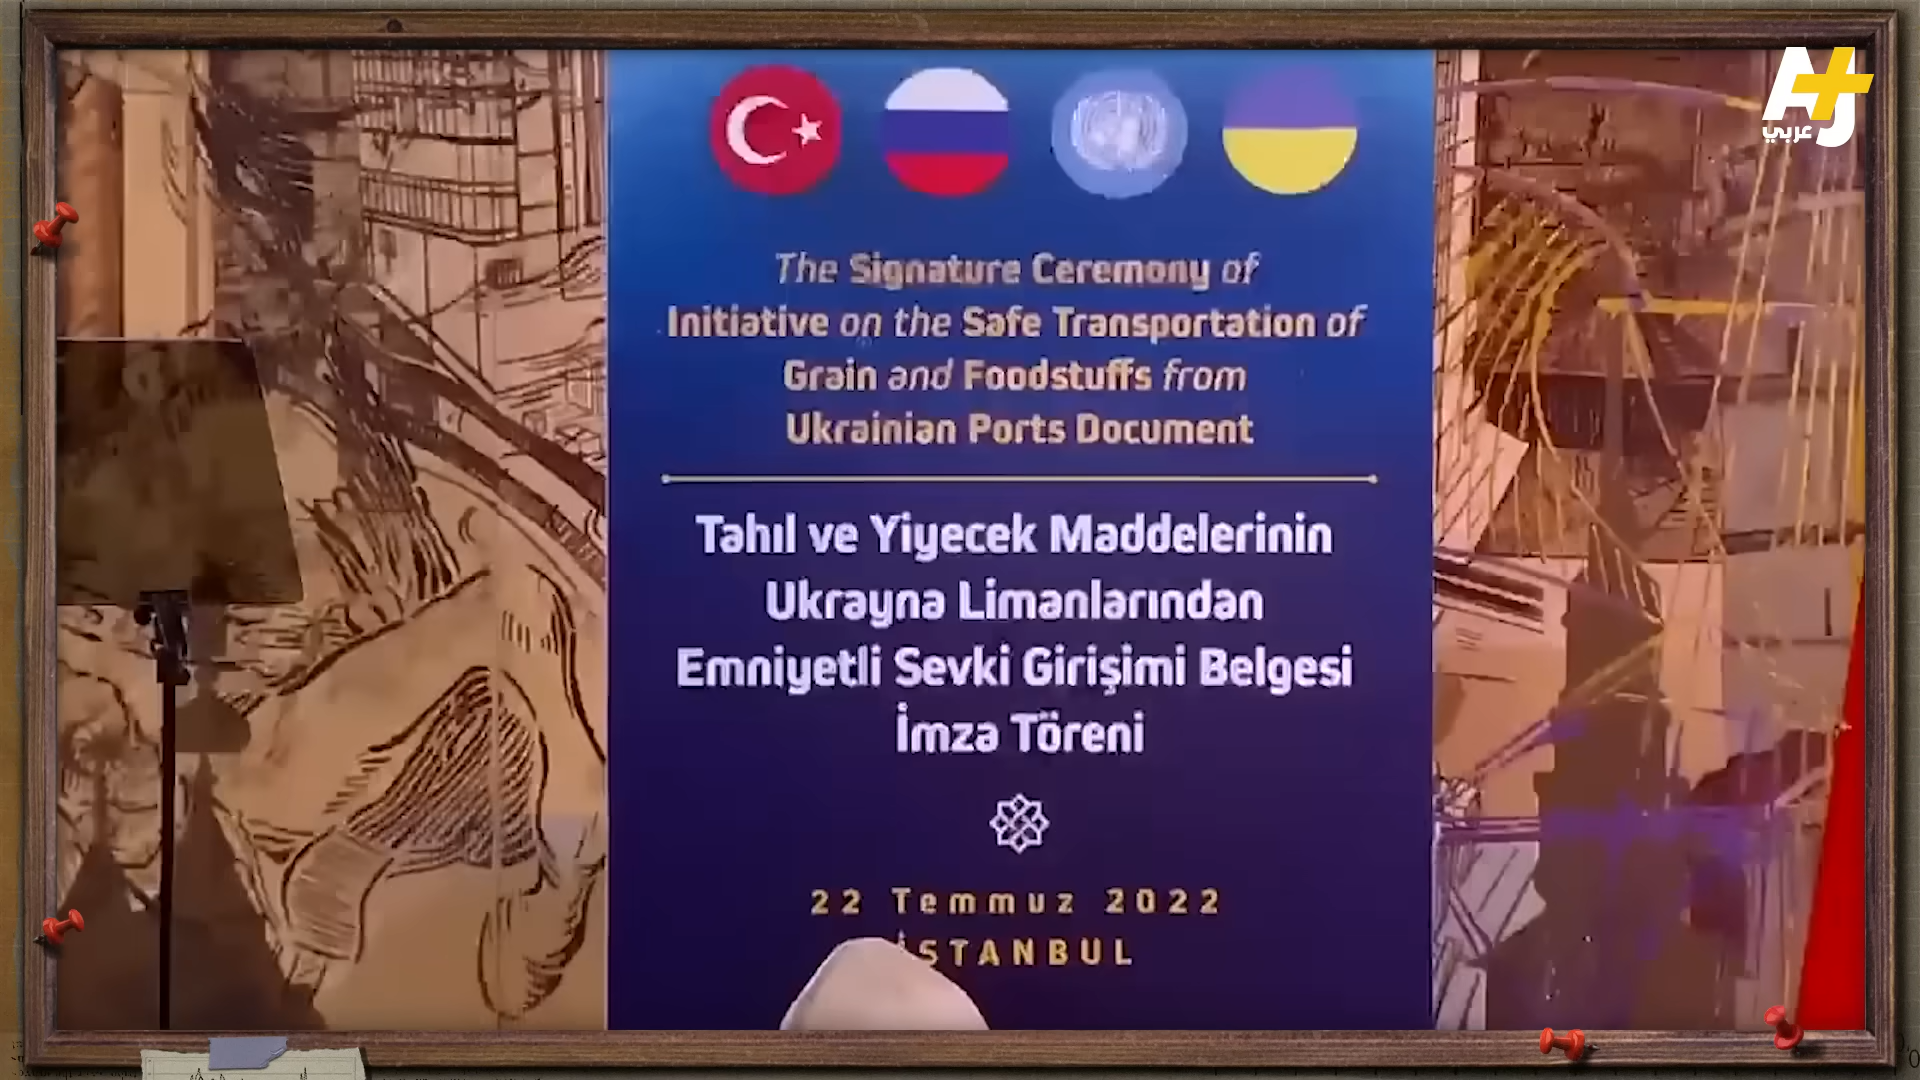 AJ+
عربي
The Signature Ceremony of
Initiative on the Safe Transportation of
Grain and Foodstuffs from
Ukrainian Ports Document
Tahıl ve Yiyecek Maddelerinin
Ukrayna Limanlarından
Emniyetli Sevki Girişimi Belgesi
İmza Töreni
22 Temmuz 2022
İSTANBUL